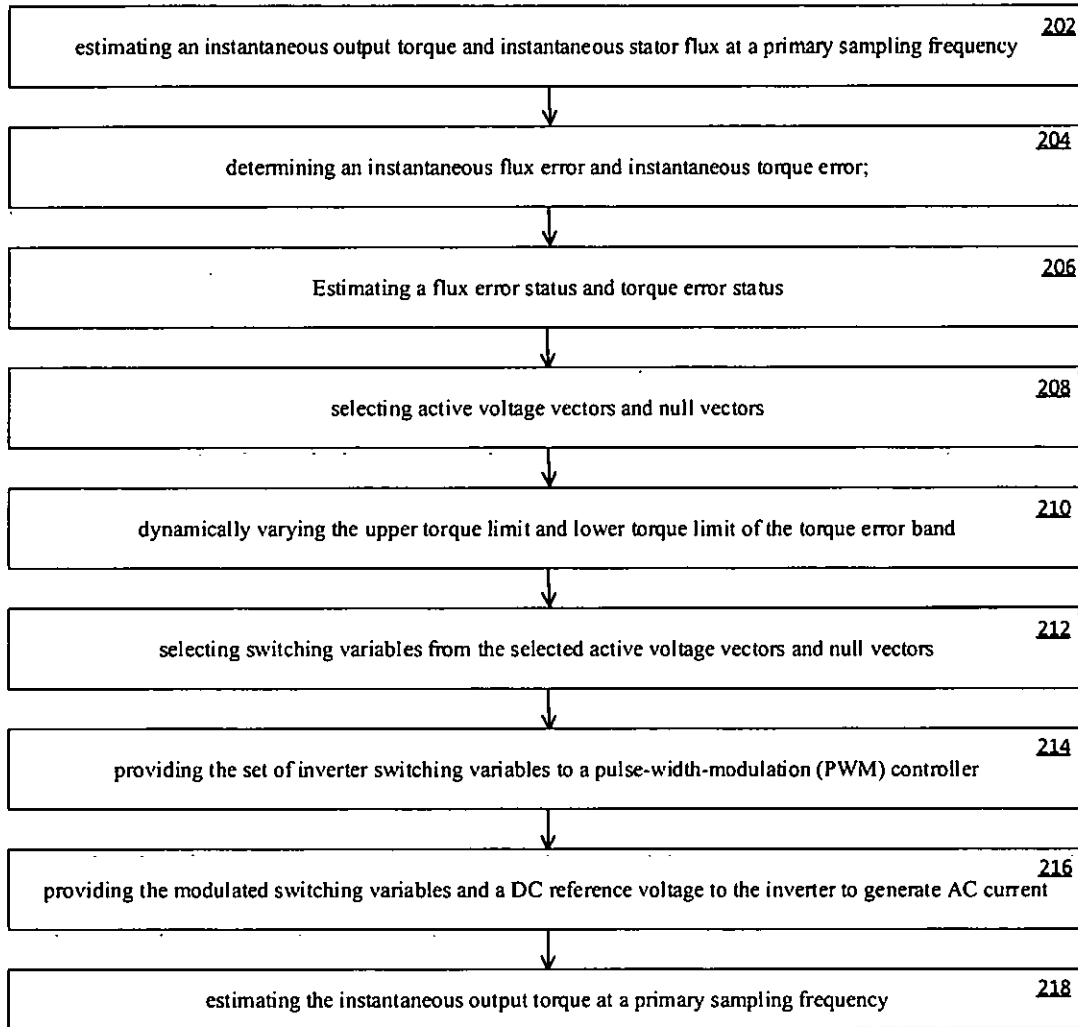 202
estimating an instantaneous output torque and instantaneous stator flux at a primary sampling frequency
204
determining an instantaneous flux error and instantaneous torque error;
206
Estimating a flux error status and torque error status
208
selecting active voltage vectors and null vectors
210
dynamically varying the upper torque limit and lower torque limit of the torque error band
212
selecting switching variables from the selected active voltage vectors and null vectors
214
providing the set of inverter switching variables to a pulse-width-modulation (PWM) controller
216
providing the modulated switching variables and a DC reference voltage to the inverter to generate AC current
218
estimating the instantaneous output torque at a primary sampling frequency